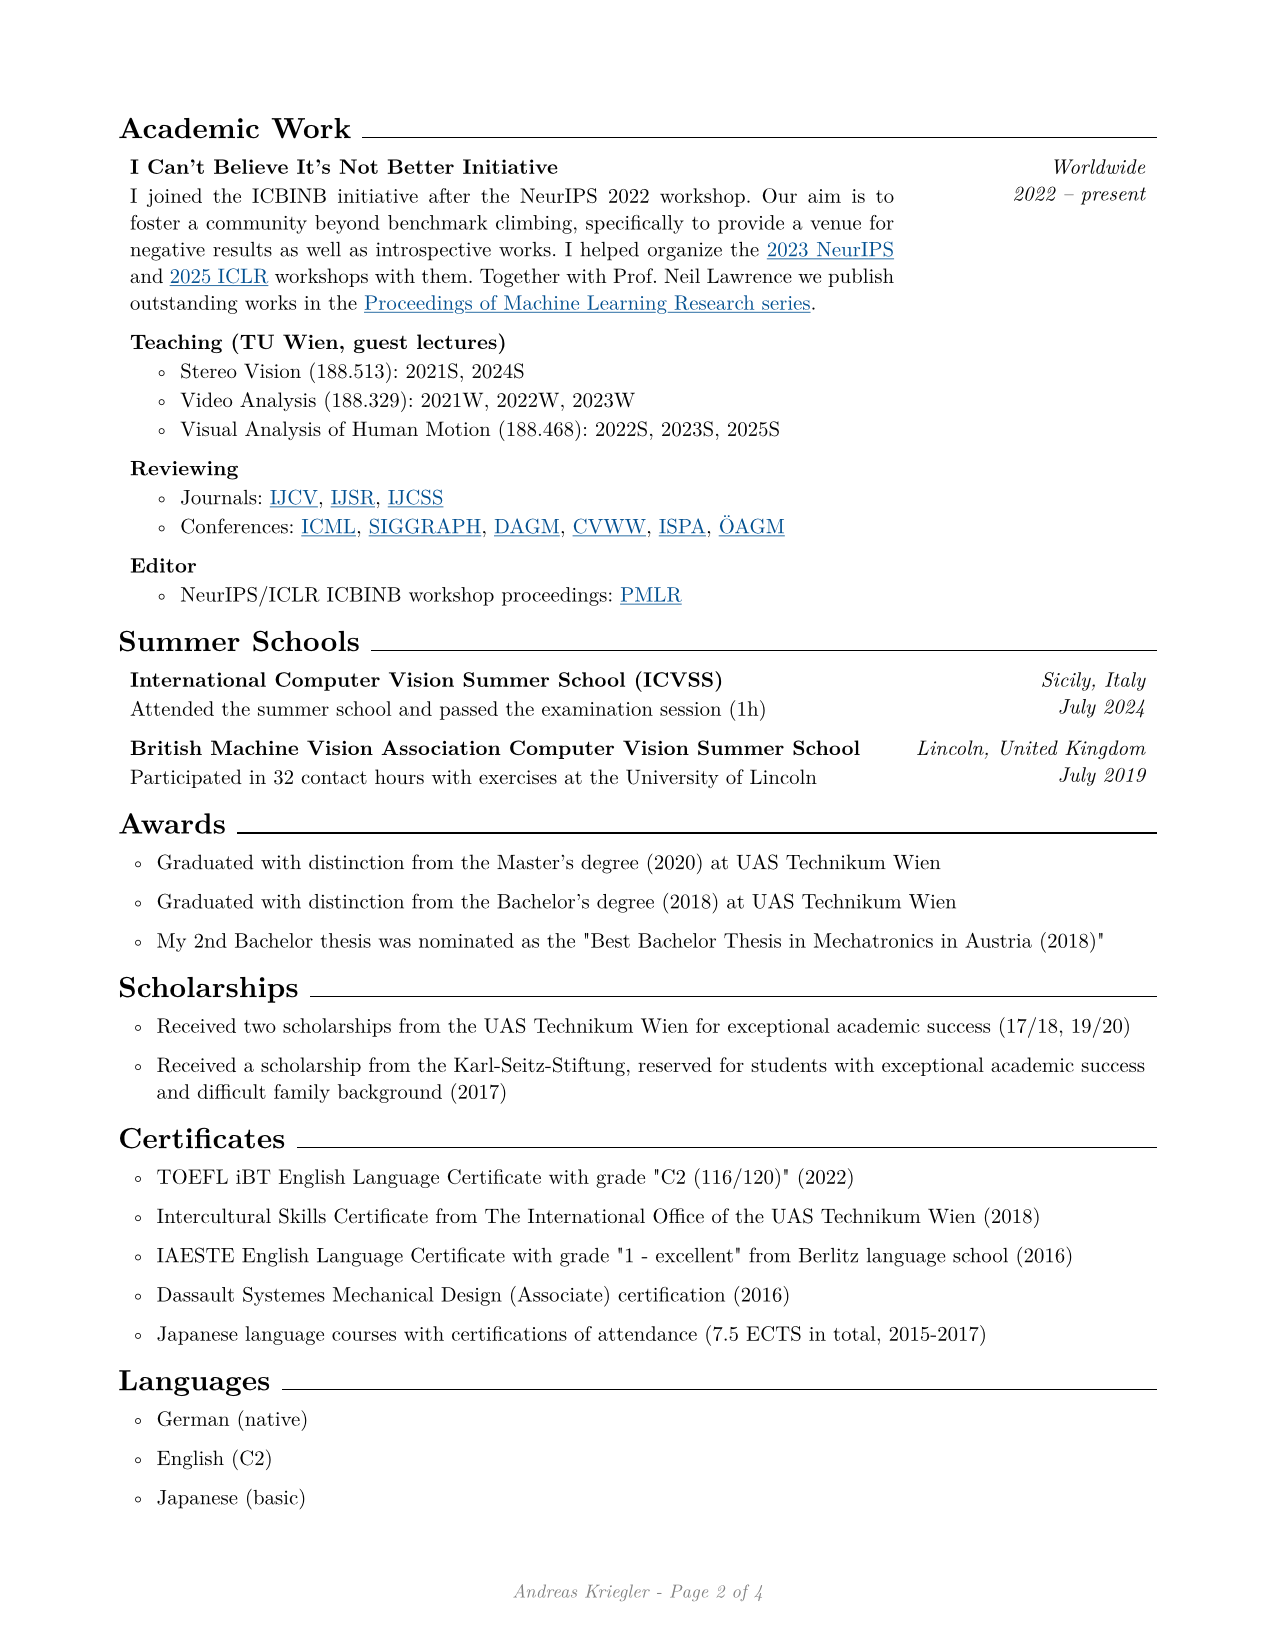 Academic Work
I Can't Believe It's Not Better Initiative
Worldwide
I joined the ICBINB initiative after the NeurIPS 2022 workshop. Our aim is to
2022 – present
foster a community beyond benchmark climbing, specifically to provide a venue for
negative results as well as introspective works. I helped organize the 2023 NeurIPS
and 2025 ICLR workshops with them. Together with Prof. Neil Lawrence we publish
outstanding works in the Proceedings of Machine Learning Research series.
Teaching (TU Wien, guest lectures)
◦ Stereo Vision (188.513): 2021S, 2024S
◦ Video Analysis (188.329): 2021W, 2022W, 2023W
◦ Visual Analysis of Human Motion (188.468): 2022S, 2023S, 2025S
Reviewing
◦ Journals: IJCV, IJSR, IJCSS
◦ Conferences: ICML, SIGGRAPH, DAGM, CVWW, ISPA, ÖAGM
Editor
◦ NeurIPS/ICLR ICBINB workshop proceedings: PMLR
Summer Schools
International Computer Vision Summer School (ICVSS)
Sicily, Italy
Attended the summer school and passed the examination session (1h)
July 2024
British Machine Vision Association Computer Vision Summer School
Lincoln, United Kingdom
Participated in 32 contact hours with exercises at the University of Lincoln
July 2019
Awards
◦ Graduated with distinction from the Master's degree (2020) at UAS Technikum Wien
◦ Graduated with distinction from the Bachelor's degree (2018) at UAS Technikum Wien
◦ My 2nd Bachelor thesis was nominated as the "Best Bachelor Thesis in Mechatronics in Austria (2018)"
Scholarships
◦ Received two scholarships from the UAS Technikum Wien for exceptional academic success (17/18, 19/20)
◦ Received a scholarship from the Karl-Seitz-Stiftung, reserved for students with exceptional academic success
and difficult family background (2017)
Certificates
◦ TOEFL iBT English Language Certificate with grade "C2 (116/120)" (2022)
◦ Intercultural Skills Certificate from The International Office of the UAS Technikum Wien (2018)
◦ IAESTE English Language Certificate with grade "1 - excellent" from Berlitz language school (2016)
◦ Dassault Systemes Mechanical Design (Associate) certification (2016)
◦ Japanese language courses with certifications of attendance (7.5 ECTS in total, 2015-2017)
Languages
◦ German (native)
◦ English (C2)
◦ Japanese (basic)
Andreas Kriegler - Page 2 of 4